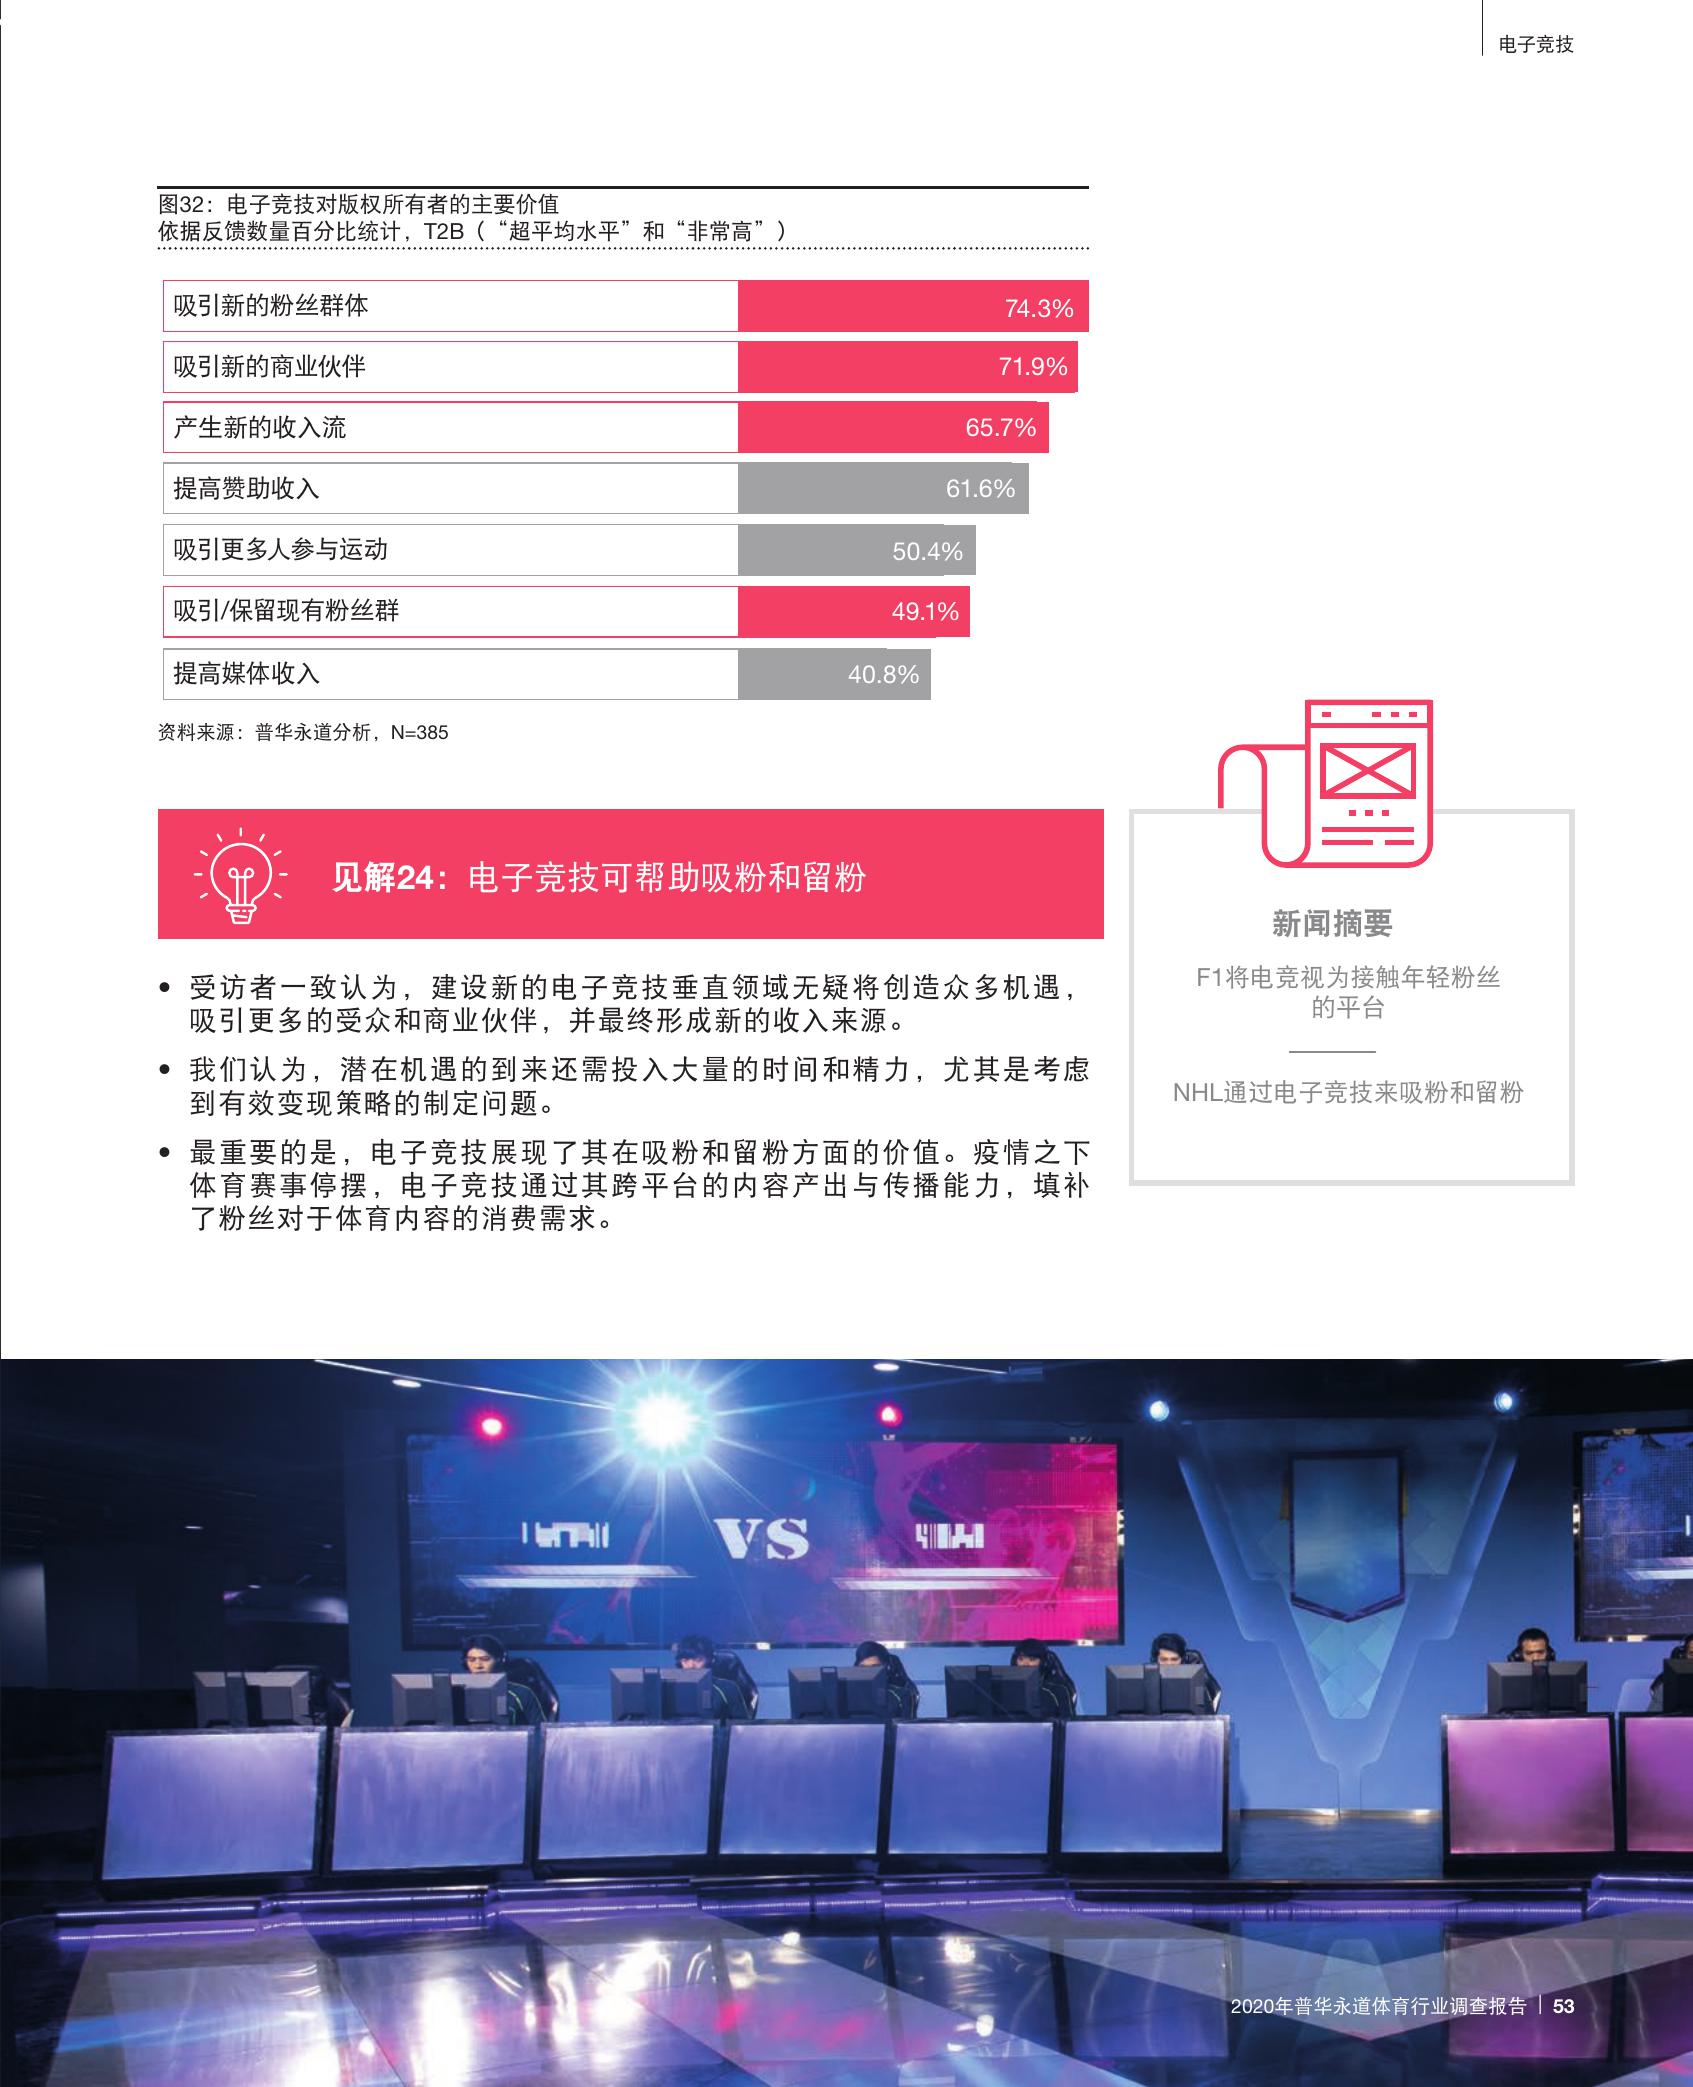 电子竞技
图32：电子竞技对版权所有者的主要价值
依据反馈数量百分比统计，T2B（“超平均水平”和“非常高”）
吸引新的粉丝群体 74.3%
吸引新的商业伙伴 71.9%
产生新的收入流 65.7%
提高赞助收入 61.6%
吸引更多人参与运动 50.4%
吸引/保留现有粉丝群 49.1%
提高媒体收入 40.8%
资料来源：普华永道分析，N=385
见解24：电子竞技可帮助吸粉和留粉
• 受访者一致认为，建设新的电子竞技垂直领域无疑将创造众多机遇，
吸引更多的受众和商业伙伴，并最终形成新的收入来源。
• 我们认为，潜在机遇的到来还需投入大量的时间和精力，尤其是考虑
到有效变现策略的制定问题。
• 最重要的是，电子竞技展现了其在吸粉和留粉方面的价值。疫情之下
体育赛事停摆，电子竞技通过其跨平台的内容产出与传播能力，填补
了粉丝对于体育内容的消费需求。
新闻摘要
F1将电竞视为接触年轻粉丝
的平台
NHL通过电子竞技来吸粉和留粉
VS
2020年普华永道体育行业调查报告 | 53